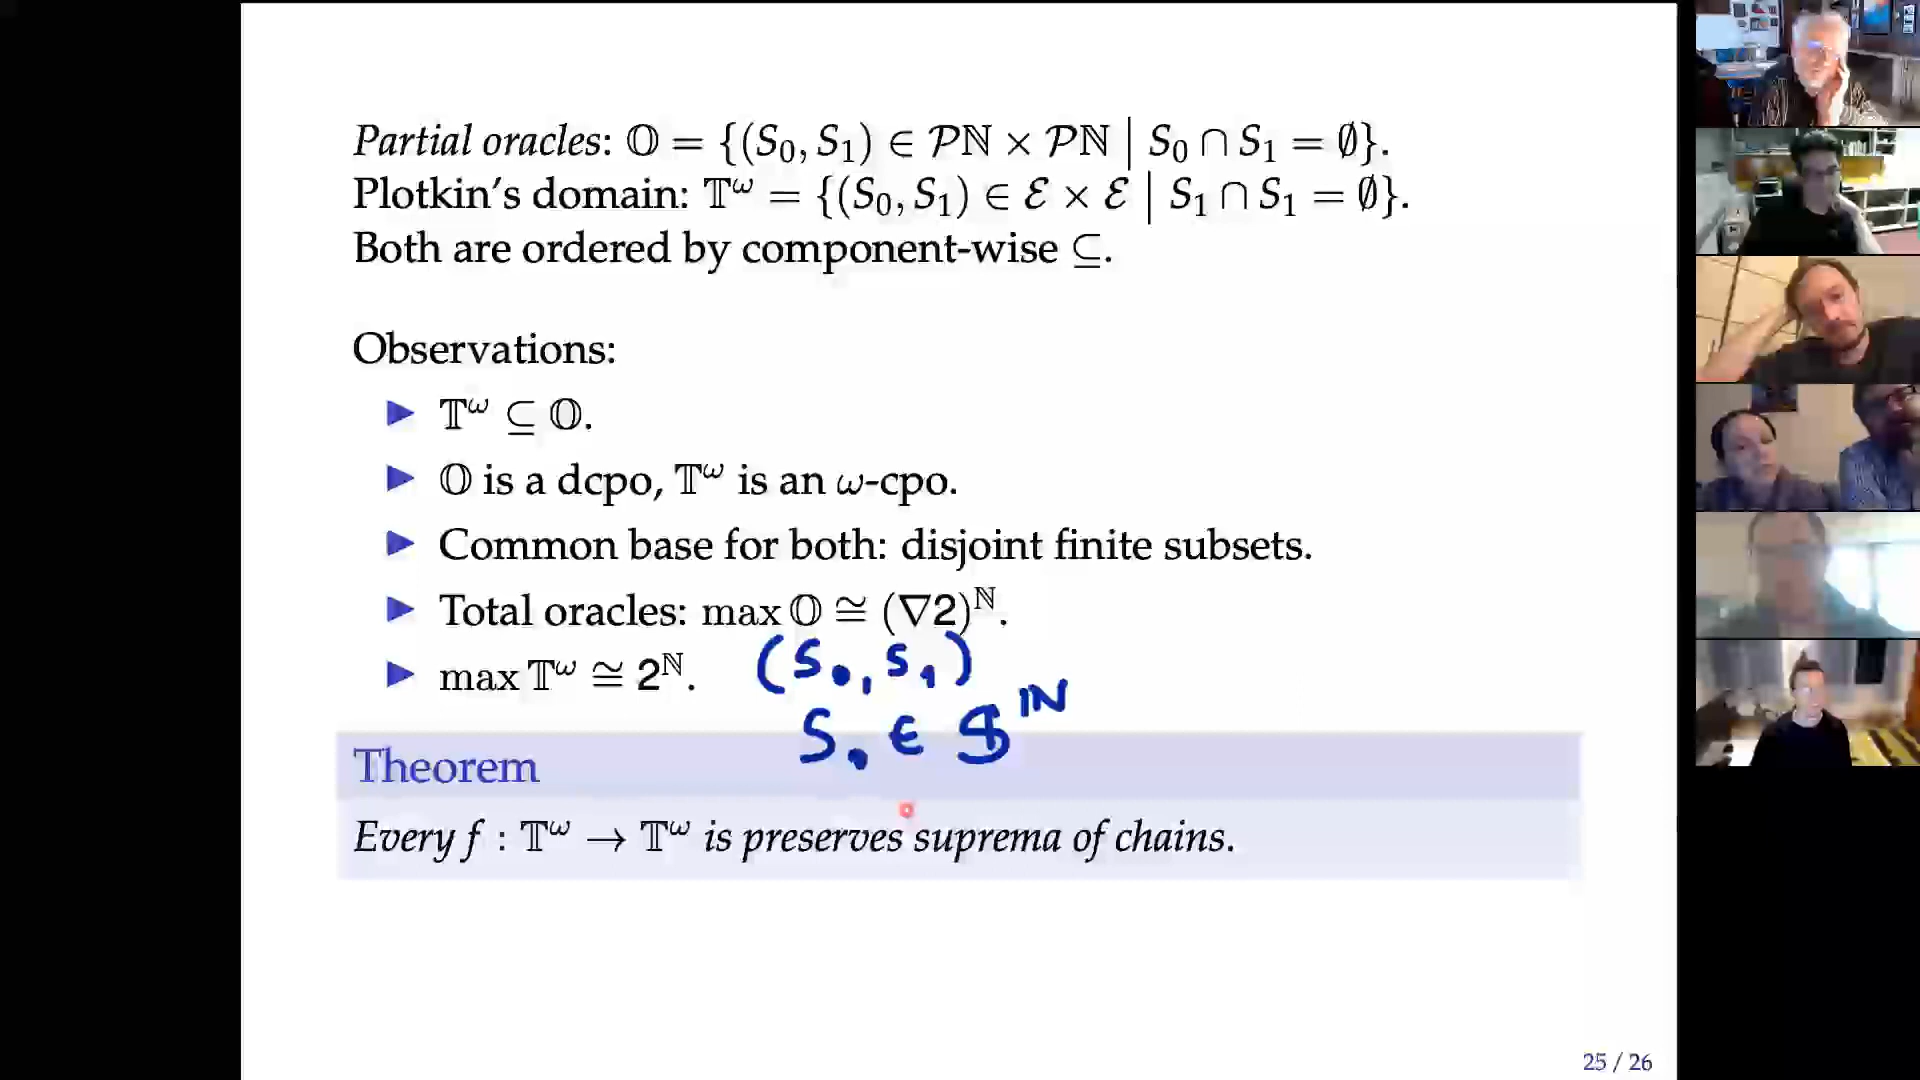 Partial oracles: 𝕆 = {(S₀, S₁) ∈ 𝒫ℕ × 𝒫ℕ | S₀ ∩ S₁ = ∅}.
Plotkin's domain: 𝕋^ω = {(S₀, S₁) ∈ ℰ × ℰ | S₁ ∩ S₁ = ∅}.
Both are ordered by component-wise ⊆.
Observations:
▶ 𝕋^ω ⊆ 𝕆.
▶ 𝕆 is a dcpo, 𝕋^ω is an ω-cpo.
▶ Common base for both: disjoint finite subsets.
▶ Total oracles: max 𝕆 ≅ (∇2)^ℕ.
▶ max 𝕋^ω ≅ 2^ℕ.
(S₀, S₁)
S₀ ∈ $^ℕ
Theorem
Every f : 𝕋^ω → 𝕋^ω is preserves suprema of chains.
25 / 26